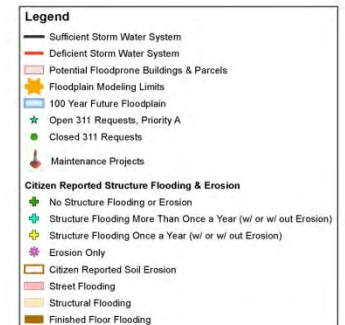 Legend
Sufficient Storm Water System
Deficient Storm Water System
Potential Floodprone Buildings & Parcels
Floodplain Modeling Limits
100 Year Future Floodplain
Open 311 Requests, Priority A
Closed 311 Requests
Maintenance Projects
Citizen Reported Structure Flooding & Erosion
No Structure Flooding or Erosion
Structure Flooding More Than Once a Year (w/ or w/ out Erosion)
Structure Flooding Once a Year (w/ or w/ out Erosion)
Erosion Only
Citizen Reported Soil Erosion
Street Flooding
Structural Flooding
Finished Floor Flooding